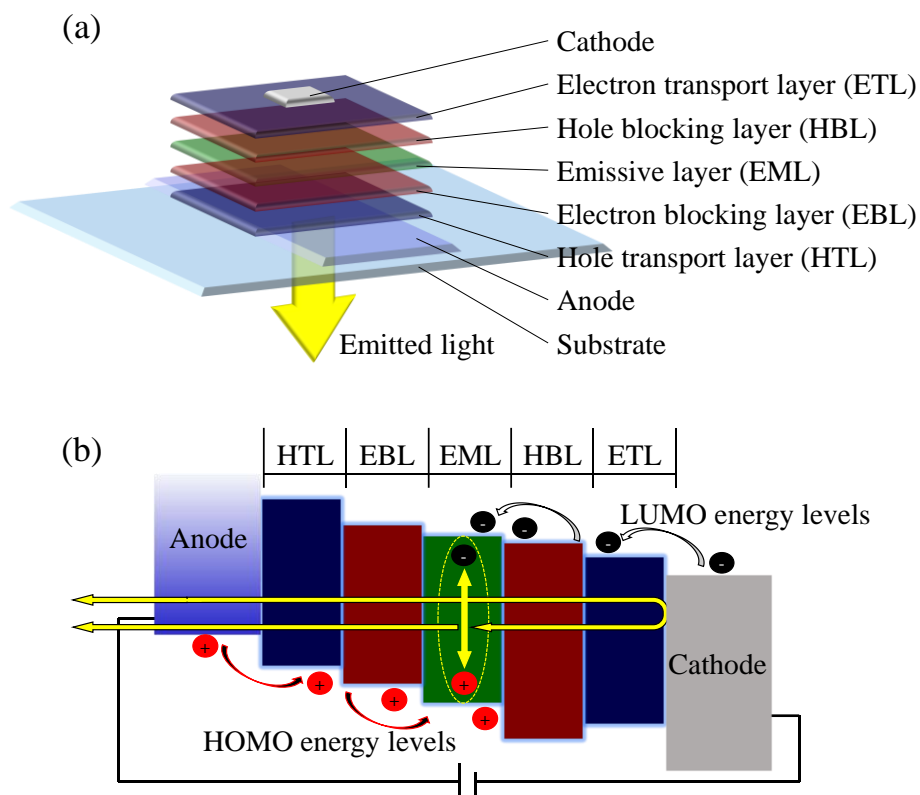 (a)
Cathode
Electron transport layer (ETL)
Hole blocking layer (HBL)
Emissive layer (EML)
Electron blocking layer (EBL)
Hole transport layer (HTL)
Anode
Emitted light
Substrate
(b)
HTL EBL EML HBL ETL
LUMO energy levels
Anode
- - - - -
Cathode
+ + + + +
HOMO energy levels